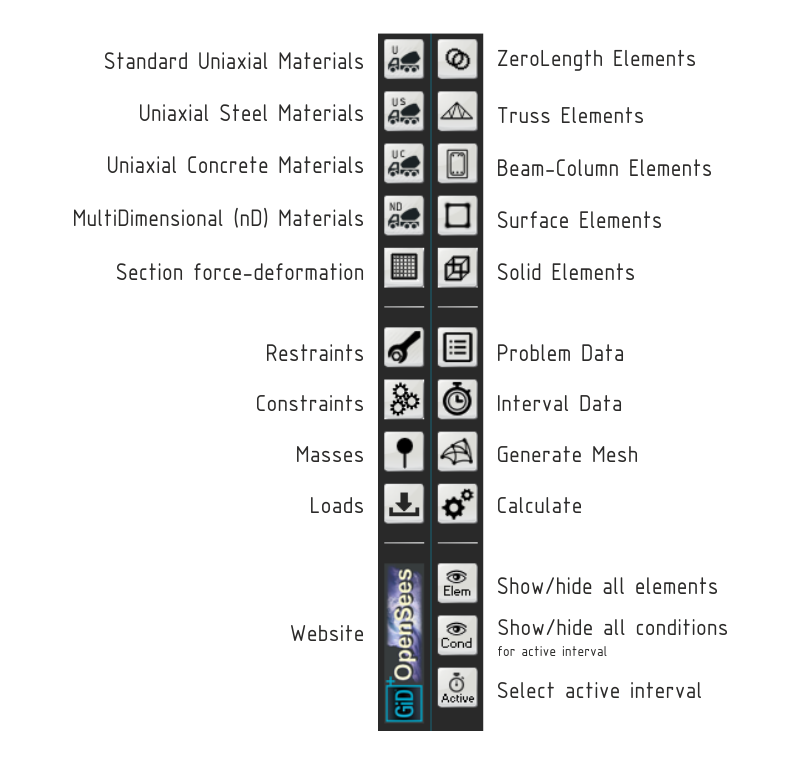 Standard Uniaxial Materials
U
ZeroLength Elements
Uniaxial Steel Materials
US
Truss Elements
Uniaxial Concrete Materials
UC
Beam-Column Elements
MultiDimensional (nD) Materials
ND
Surface Elements
Section force-deformation
Solid Elements
Restraints
Problem Data
Constraints
Interval Data
Masses
Generate Mesh
Loads
Calculate
Website
GiD+OpenSees
Elem
Show/hide all elements
Cond
Show/hide all conditions
for active interval
Active
Select active interval